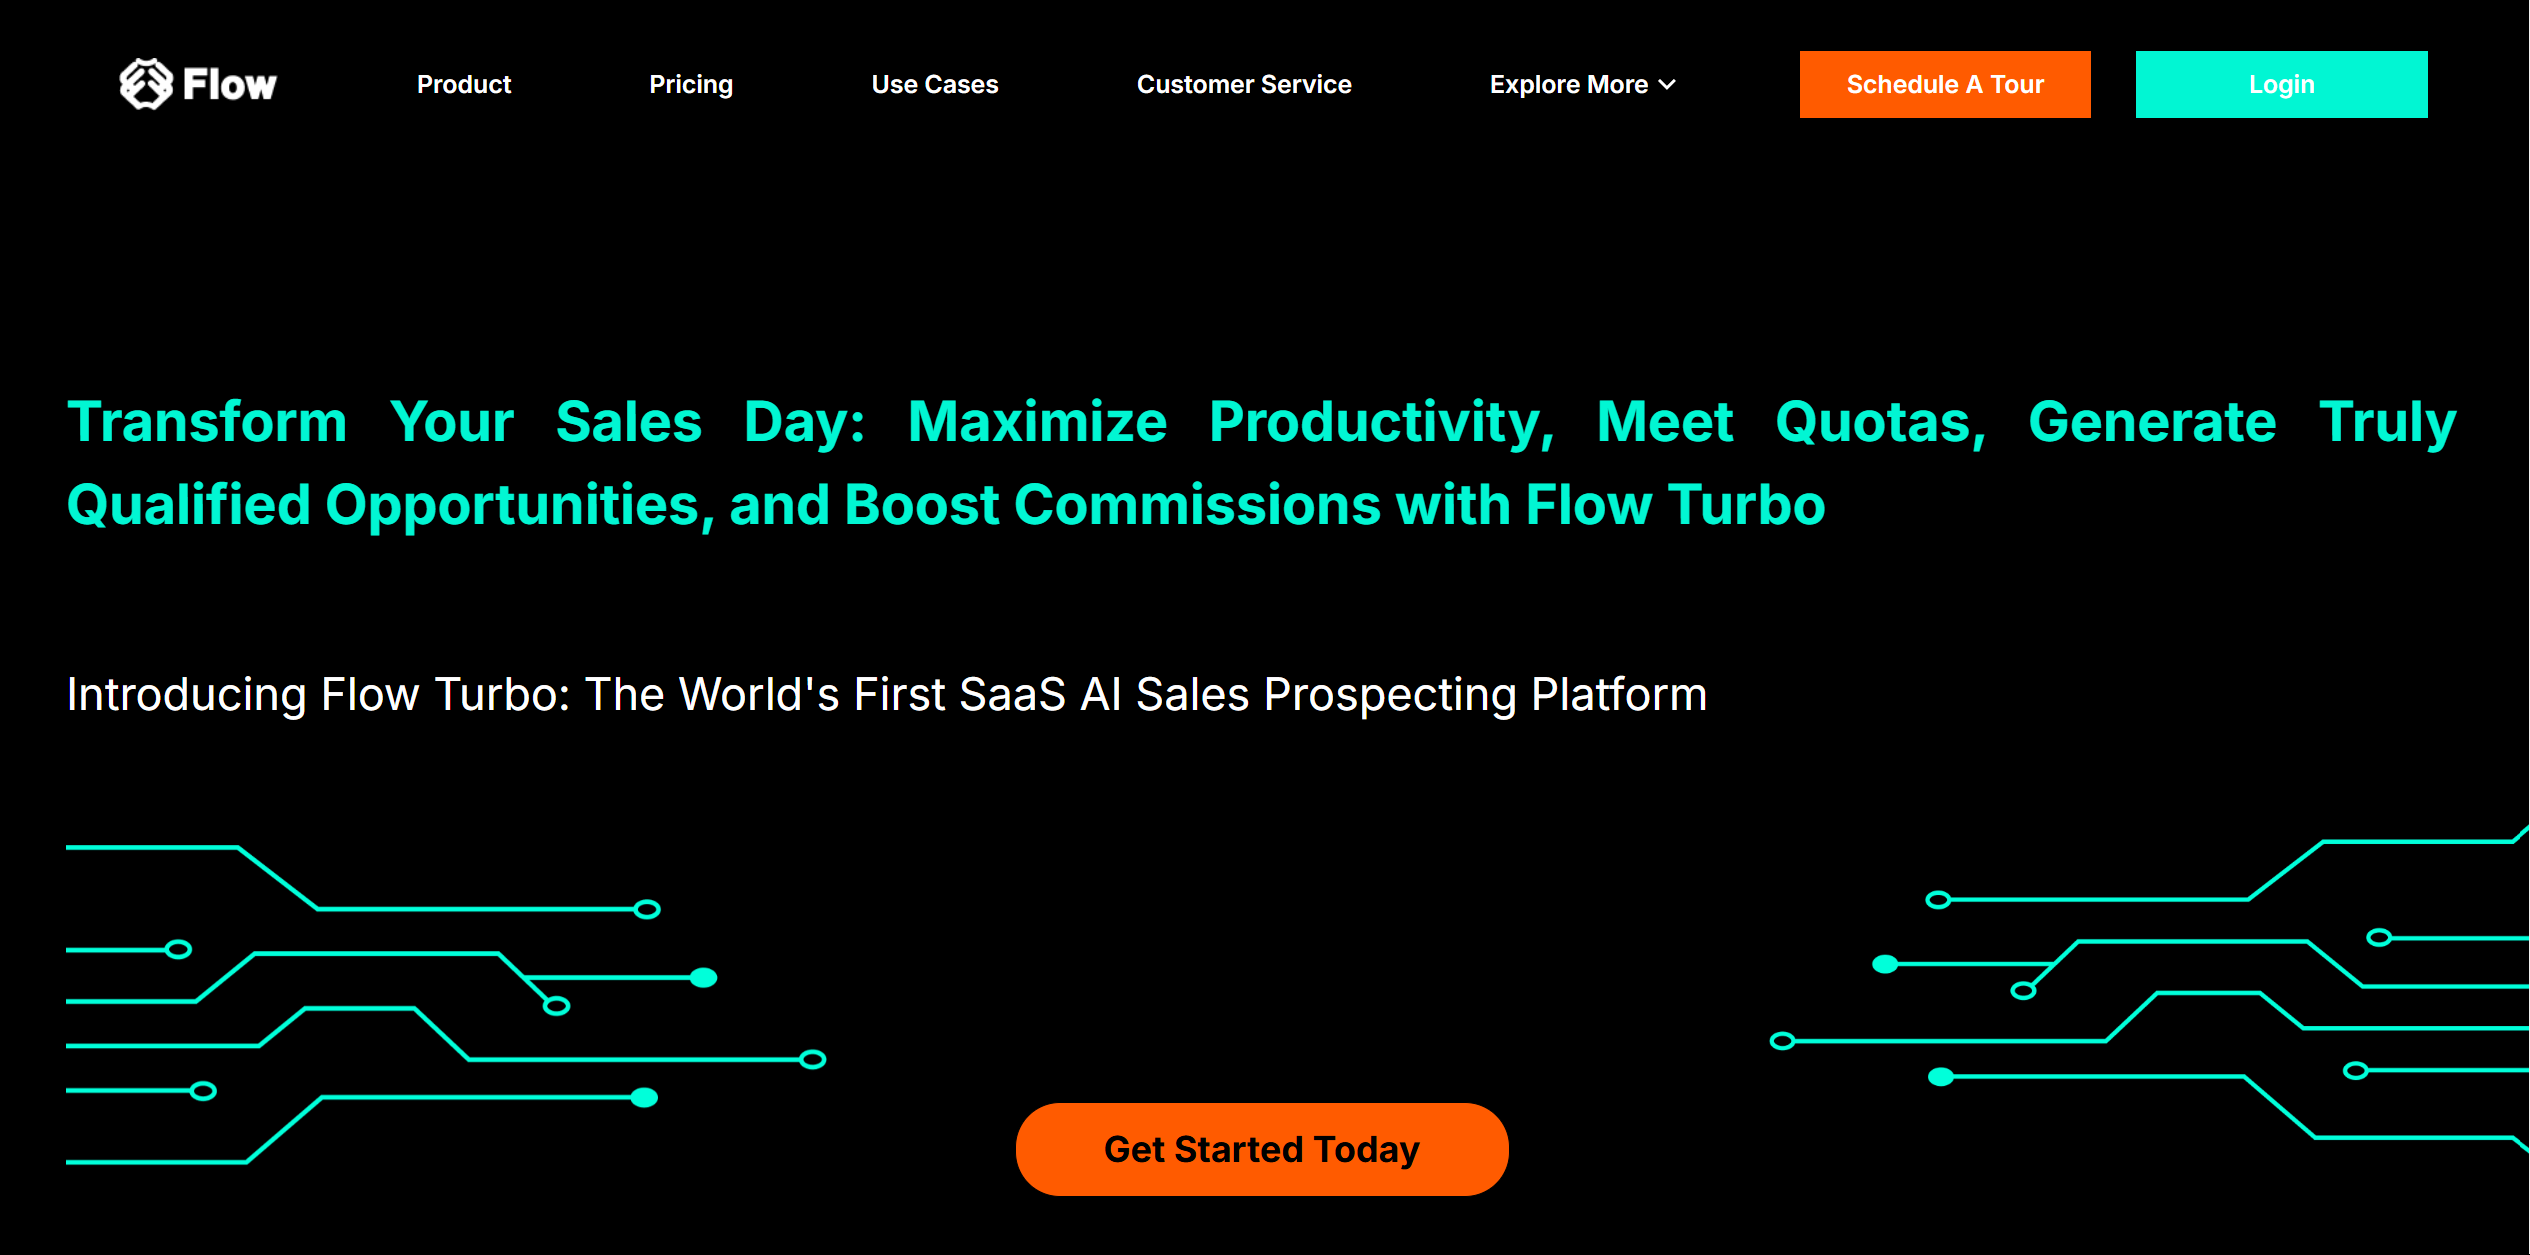 Flow
Product
Pricing
Use Cases
Customer Service
Explore More
Schedule A Tour
Login
Transform Your Sales Day: Maximize Productivity, Meet Quotas, Generate Truly
Qualified Opportunities, and Boost Commissions with Flow Turbo
Introducing Flow Turbo: The World's First SaaS AI Sales Prospecting Platform
Get Started Today